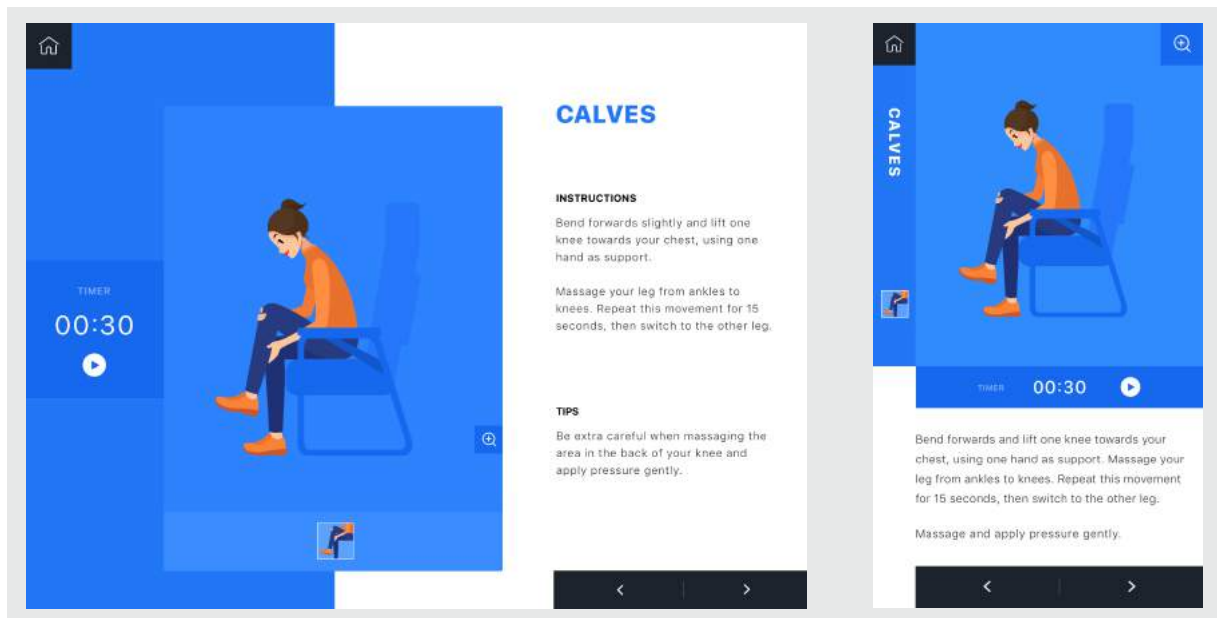 CALVES
INSTRUCTIONS
Bend forwards slightly and lift one
knee towards your chest, using one
hand as support.
Massage your leg from ankles to
knees. Repeat this movement for 15
seconds, then switch to the other leg.
TIPS
Be extra careful when massaging the
area in the back of your knee and
apply pressure gently.
TIMER
00:30
CALVES
TIMER 00:30
Bend forwards and lift one knee towards your
chest, using one hand as support. Massage your
leg from ankles to knees. Repeat this movement
for 15 seconds, then switch to the other leg.
Massage and apply pressure gently.